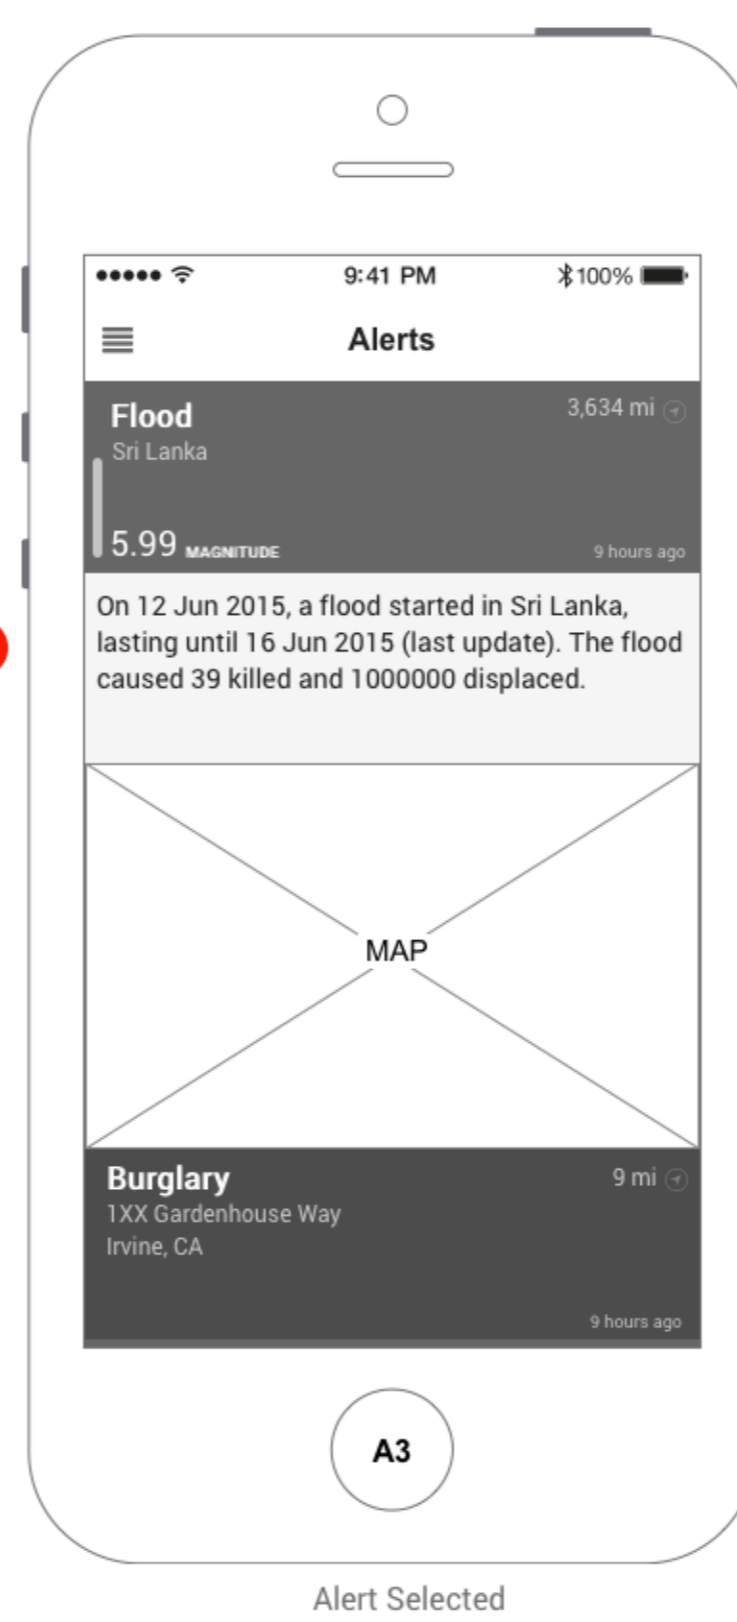 9:41 PM 100%
Alerts
Flood 3,634 mi
Sri Lanka
5.99 MAGNITUDE 9 hours ago
On 12 Jun 2015, a flood started in Sri Lanka,
lasting until 16 Jun 2015 (last update). The flood
caused 39 killed and 1000000 displaced.
MAP
Burglary 9 mi
1XX Gardenhouse Way
Irvine, CA
9 hours ago
A3
Alert Selected